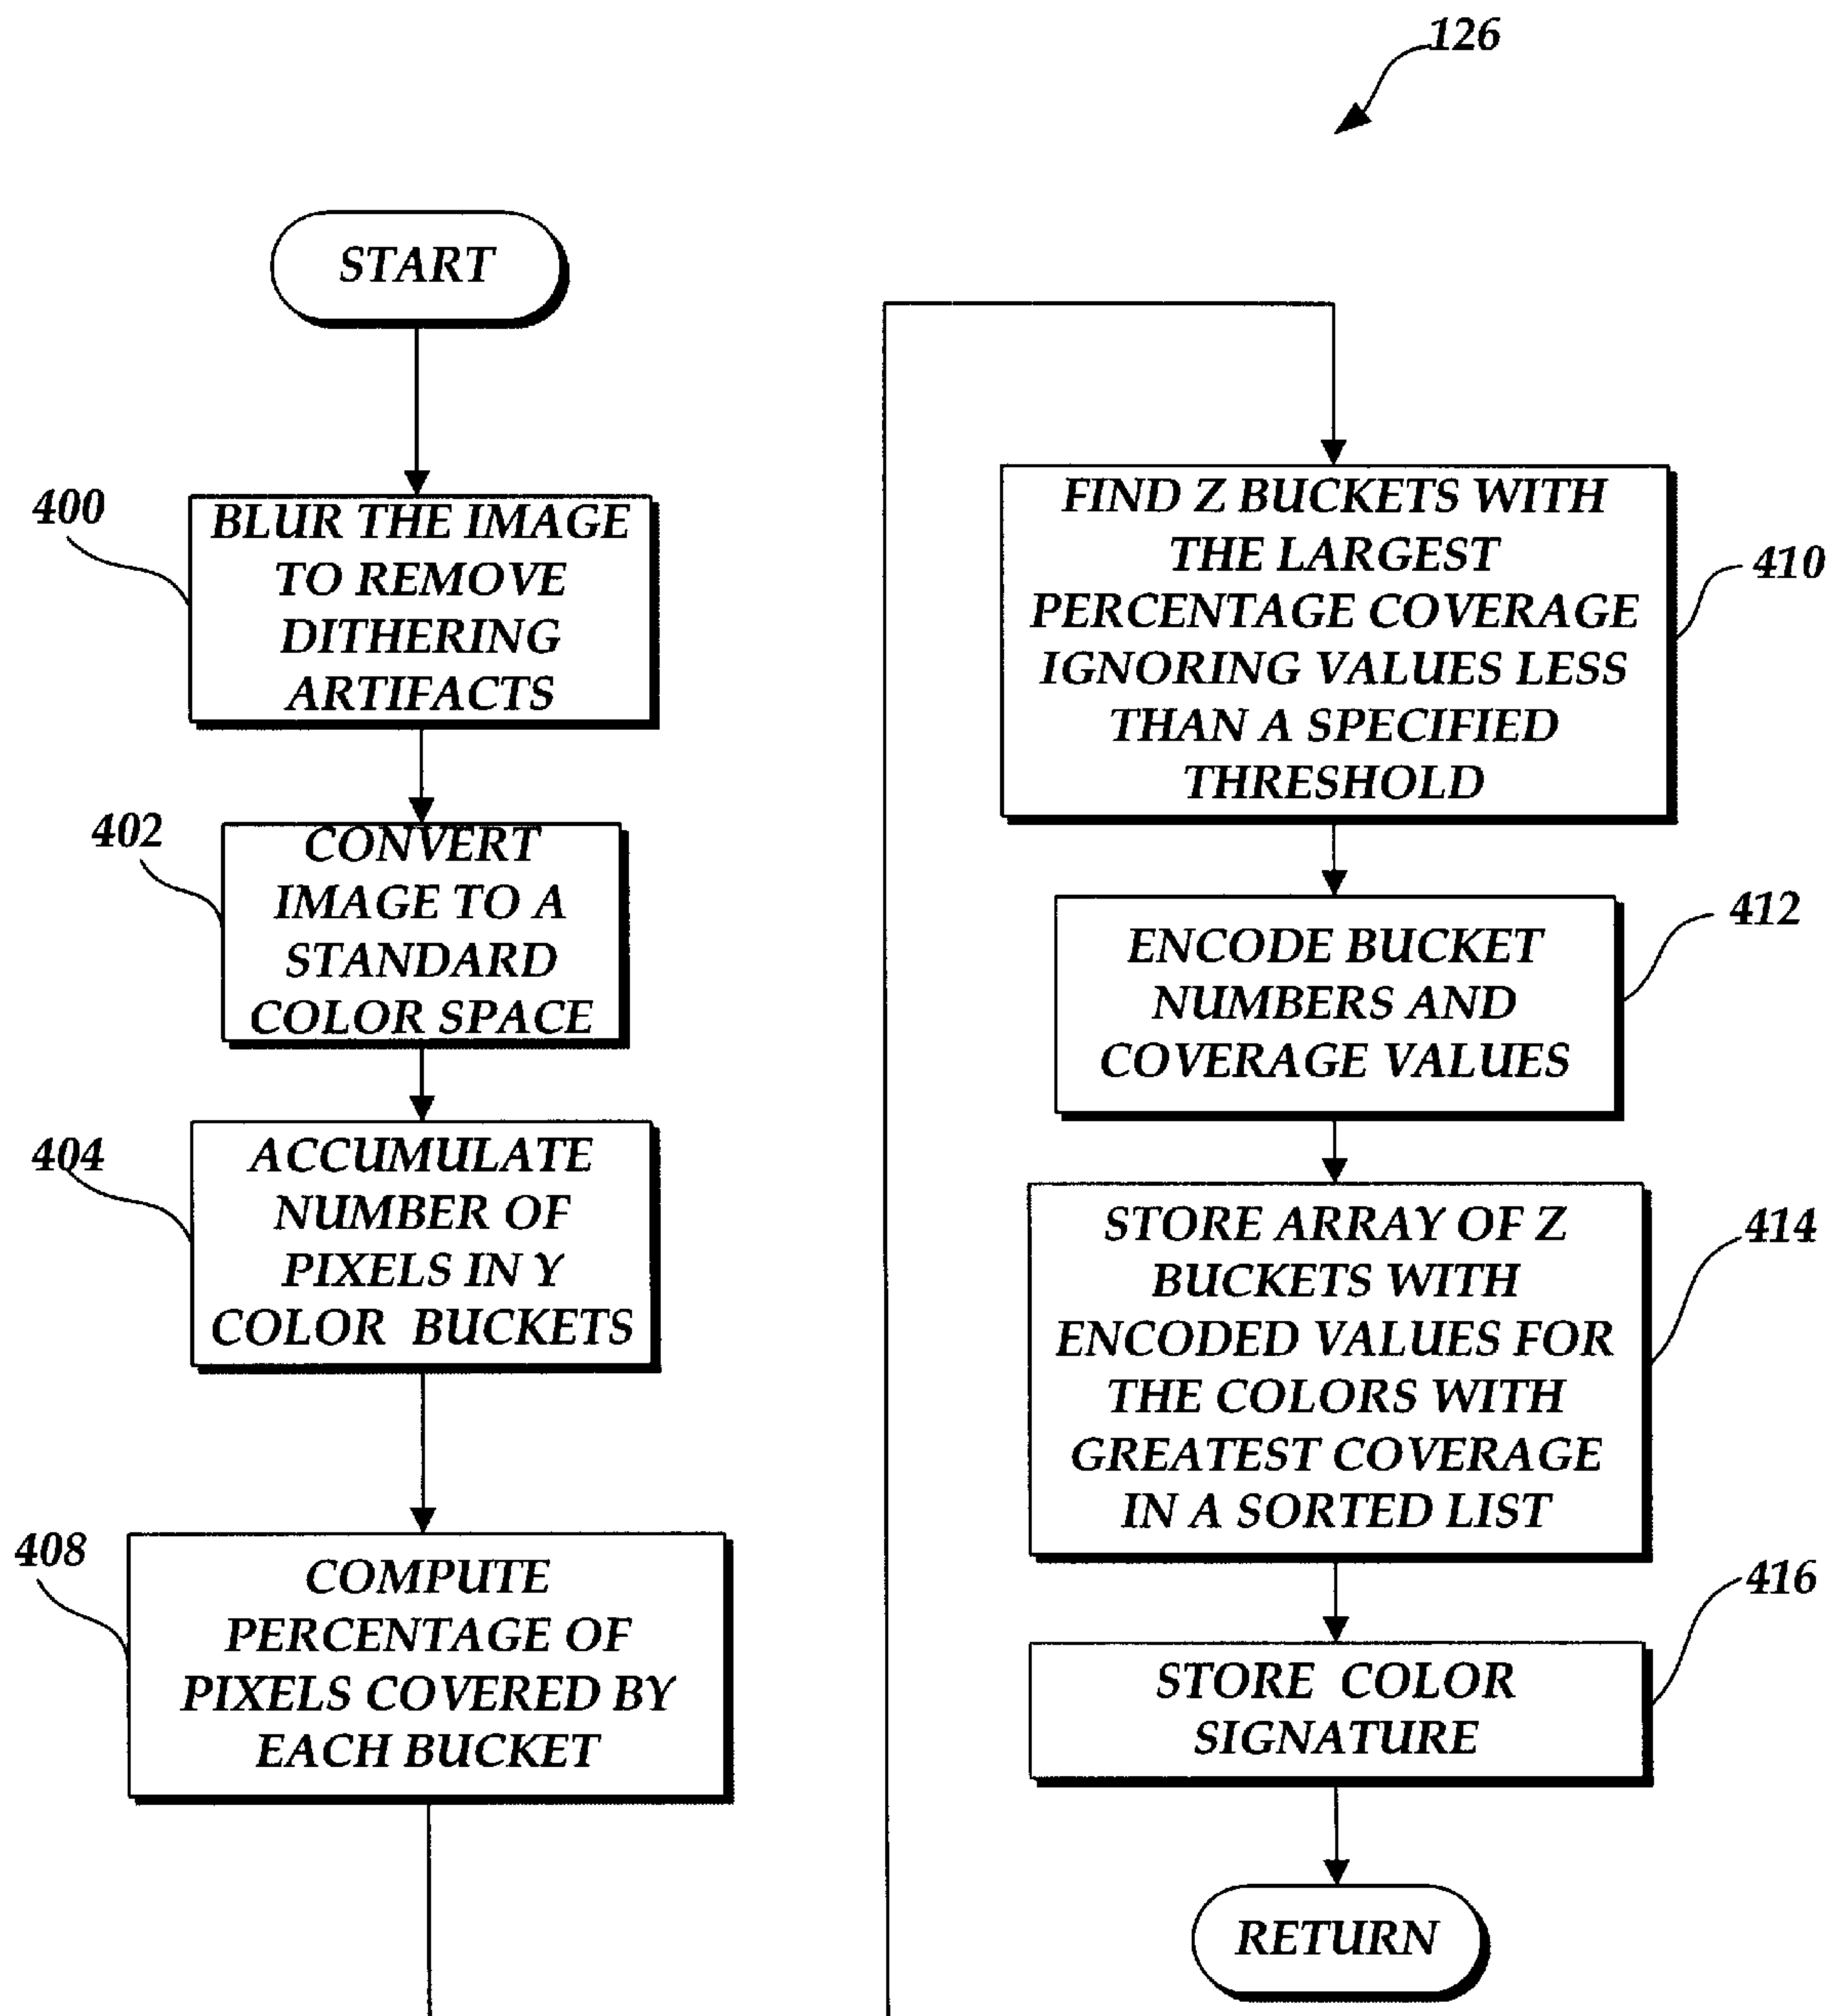 126
START
400
BLUR THE IMAGE
TO REMOVE
DITHERING
ARTIFACTS
402
CONVERT
IMAGE TO A
STANDARD
COLOR SPACE
404
ACCUMULATE
NUMBER OF
PIXELS IN Y
COLOR BUCKETS
408
COMPUTE
PERCENTAGE OF
PIXELS COVERED BY
EACH BUCKET
FIND Z BUCKETS WITH
THE LARGEST
PERCENTAGE COVERAGE
IGNORING VALUES LESS
THAN A SPECIFIED
THRESHOLD
410
ENCODE BUCKET
NUMBERS AND
COVERAGE VALUES
412
STORE ARRAY OF Z
BUCKETS WITH
ENCODED VALUES FOR
THE COLORS WITH
GREATEST COVERAGE
IN A SORTED LIST
414
STORE COLOR
SIGNATURE
416
RETURN